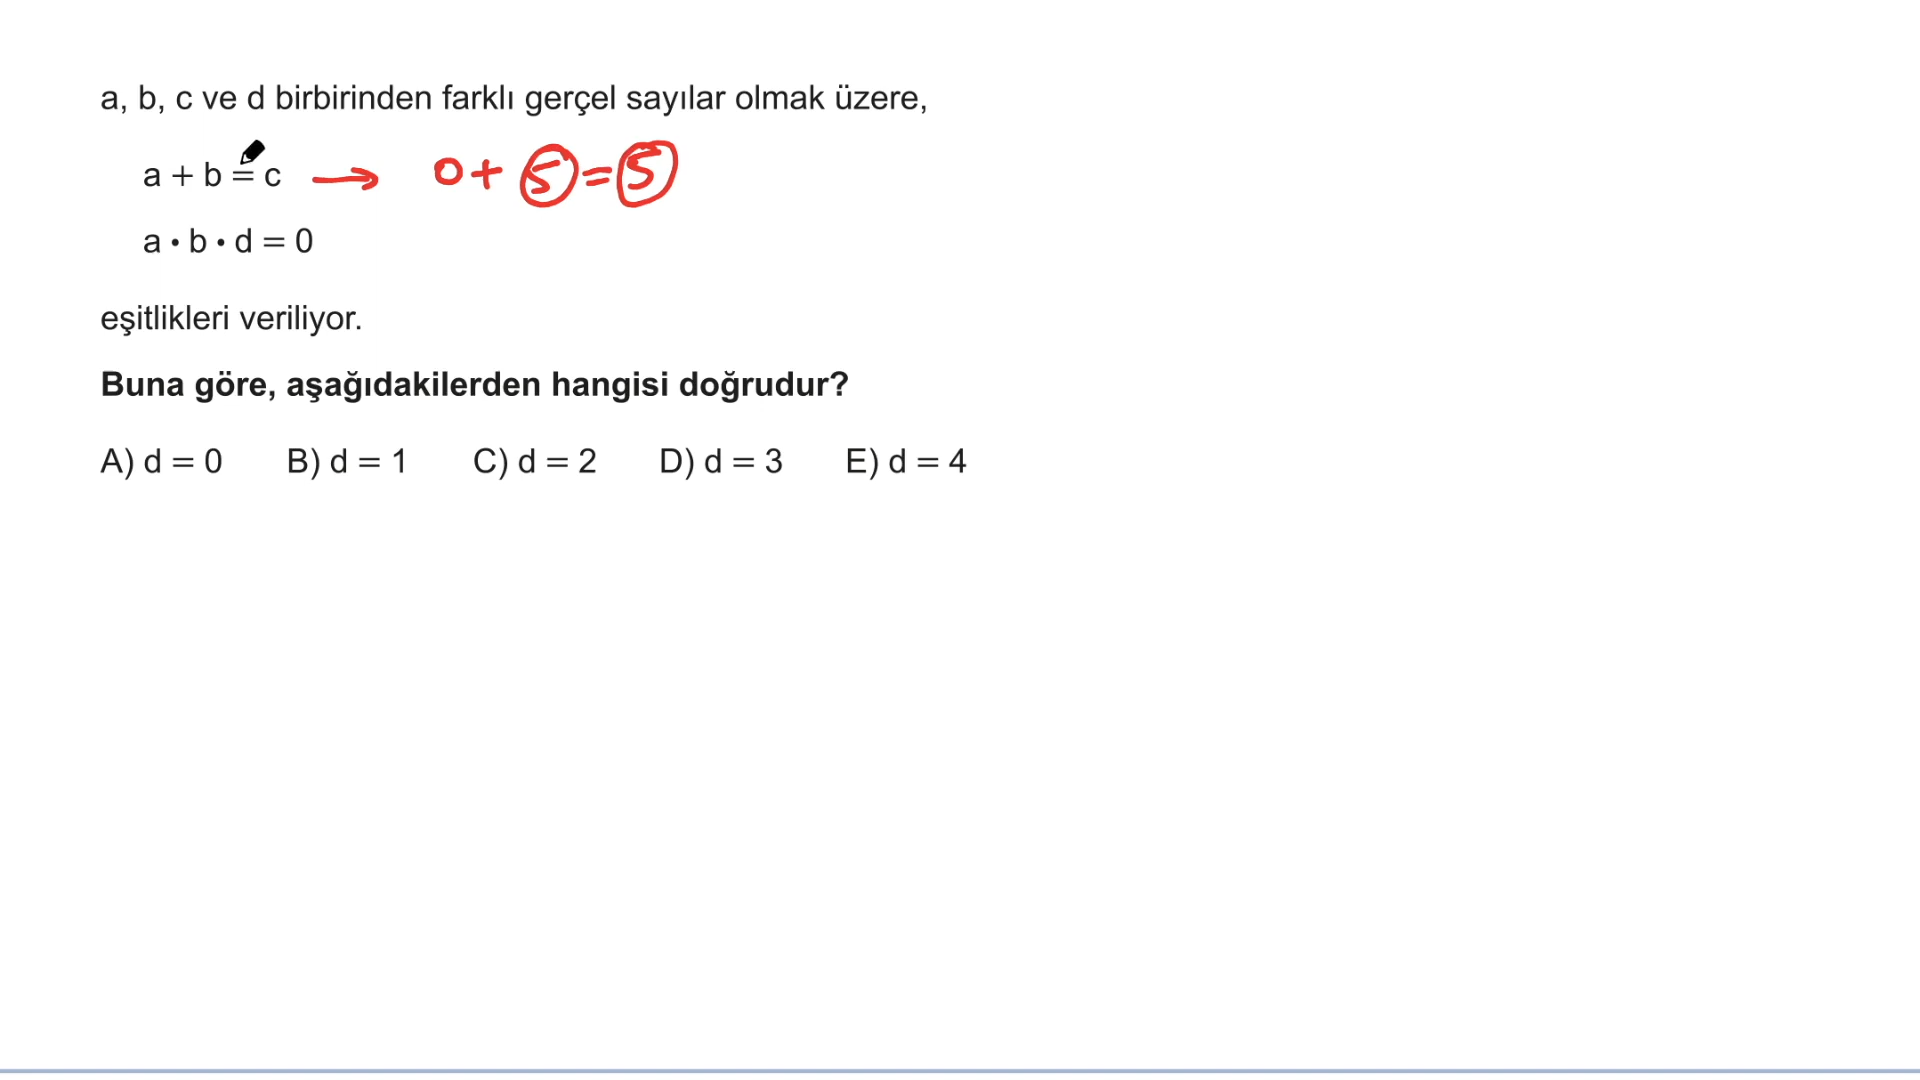 a, b, c ve d birbirinden farklı gerçel sayılar olmak üzere,
a + b = c → 0 + 5 = 5
a • b • d = 0
eşitlikleri veriliyor.
Buna göre, aşağıdakilerden hangisi doğrudur?
A) d = 0 B) d = 1 C) d = 2 D) d = 3 E) d = 4